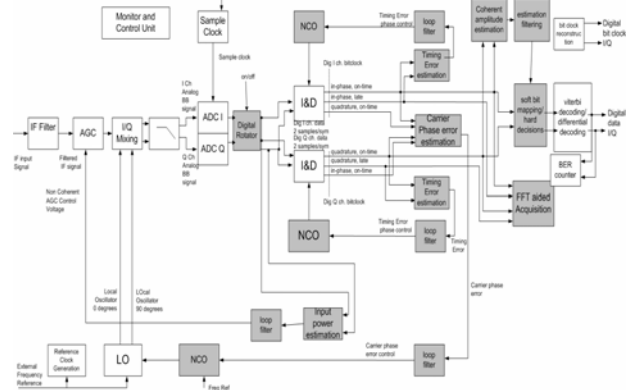 Monitor and
Control Unit
Sample
Clock
Sample clock
NCO
Timing Error
phase control
loop
filter
Timing
Error
estimation
Coherent
amplitude
estimation
estimation
filtering
bit clock
reconstruc
tion
Digital
bit clock
I/Q
IF Filter
IF input
Signal
AGC
Filtered
IF signal
I/Q
Mixing
I Ch
Analog
BB
signal
Q Ch
Analog
BB
Signal
ADC I
ADC Q
on/off
Digital
Rotator
Dig I ch. bitclock
I&D
in-phase, on-time
in-phase, late
quadrature, on-time
Dig I ch. data
2 samples/sym
Dig Q ch. data
2 samples/sym
I&D
quadrature, on-time
quadrature, late
in-phase, on-time
Dig Q ch. bitclock
Carrier
Phase error
estimation
soft bit
mapping/
hard
decisions
viterbi
decoding/
differential
decoding
Digital
data
I/Q
BER
counter
FFT aided
Acquisition
Timing
Error
estimation
NCO
Timing Error
phase control
loop
filter
Timing
Error
Non Coherent
AGC Control
Voltage
Local
Oscillator
0 degrees
LOcal
Oscillator
90 degrees
loop
filter
Input
power
estimation
Carrier phase
error
External
Frequency
Reference
Reference
Clock
Generation
LO
NCO
Carrier phase
error control
loop
filter
Freq Ref